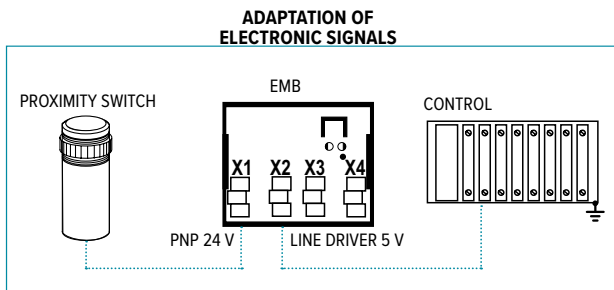 ADAPTATION OF
ELECTRONIC SIGNALS
PROXIMITY SWITCH
EMB
CONTROL
X1 X2 X3 X4
PNP 24 V
LINE DRIVER 5 V